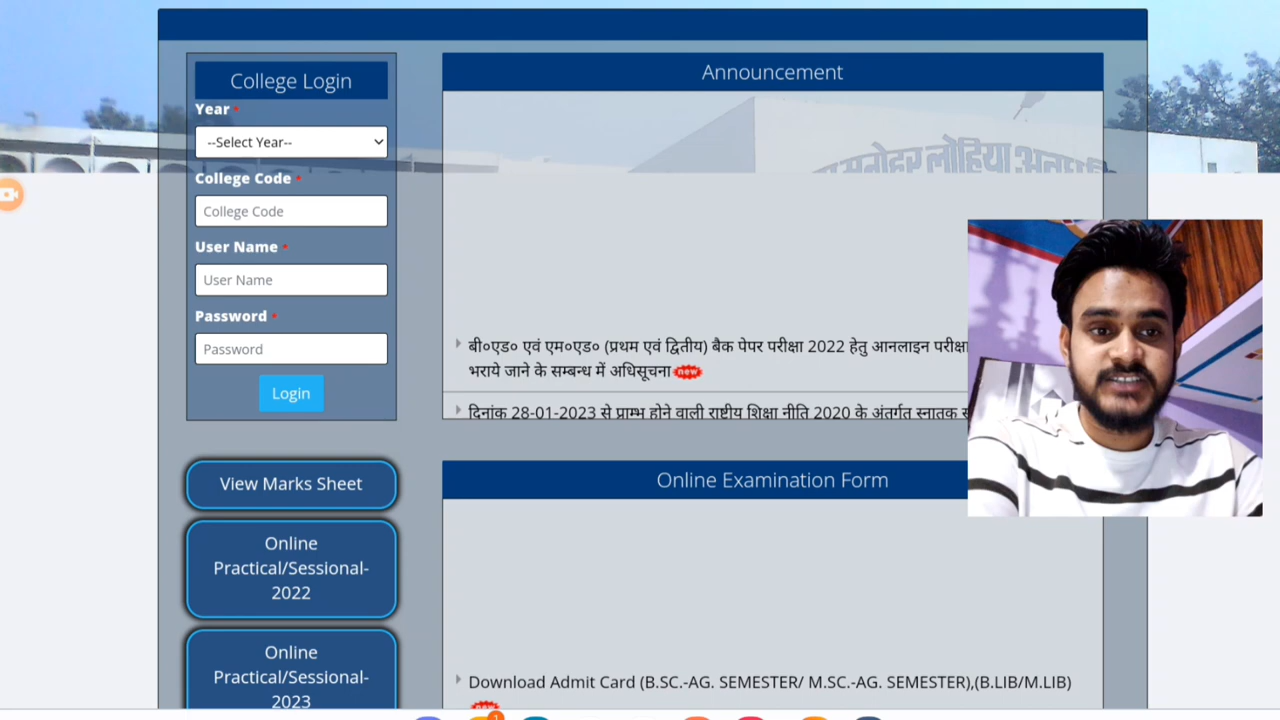 College Login
Year *
--Select Year--
College Code *
College Code
User Name *
User Name
Password *
Password
Login
View Marks Sheet
Online
Practical/Sessional-
2022
Online
Practical/Sessional-
2023
Announcement
बी०एड० एवं एम०एड० (प्रथम एवं द्वितीय) बैक पेपर परीक्षा 2022 हेतु आनलाइन परीक्षा
भराये जाने के सम्बन्ध में अधिसूचना new
दिनांक 28-01-2023 से प्राम्भ होने वाली राष्ट्रीय शिक्षा नीति 2020 के अंतर्गत स्नातक
Online Examination Form
Download Admit Card (B.SC.-AG. SEMESTER/ M.SC.-AG. SEMESTER),(B.LIB/M.LIB)